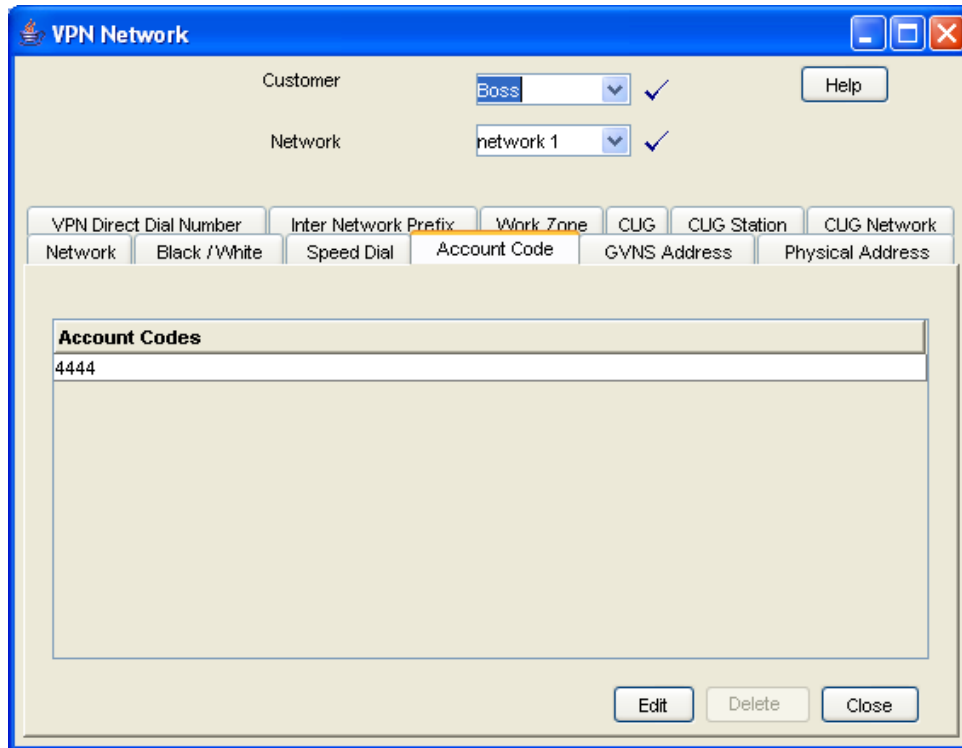 VPN Network
Customer Boss Help
Network network 1
VPN Direct Dial Number Inter Network Prefix Work Zone CUG CUG Station CUG Network
Network Black / White Speed Dial Account Code GVNS Address Physical Address
Account Codes
4444
Edit Delete Close